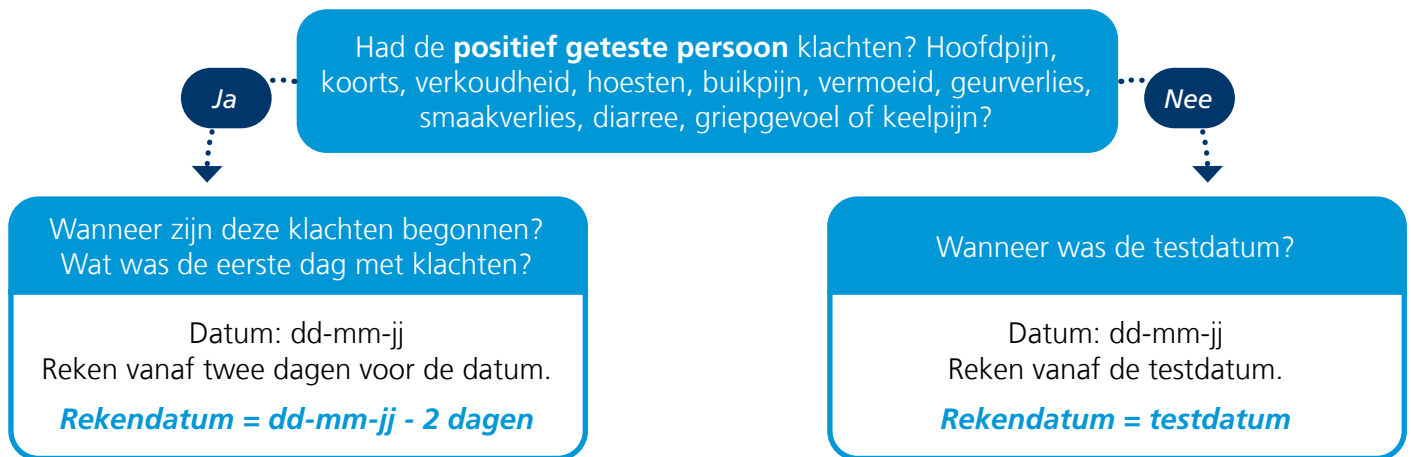 Had de positief geteste persoon klachten? Hoofdpijn,
koorts, verkoudheid, hoesten, buikpijn, vermoeid, geurverlies,
smaakverlies, diarree, griepgevoel of keelpijn?
Ja
Nee
Wanneer zijn deze klachten begonnen?
Wat was de eerste dag met klachten?
Datum: dd-mm-jj
Reken vanaf twee dagen voor de datum.
Rekendatum = dd-mm-jj - 2 dagen
Wanneer was de testdatum?
Datum: dd-mm-jj
Reken vanaf de testdatum.
Rekendatum = testdatum